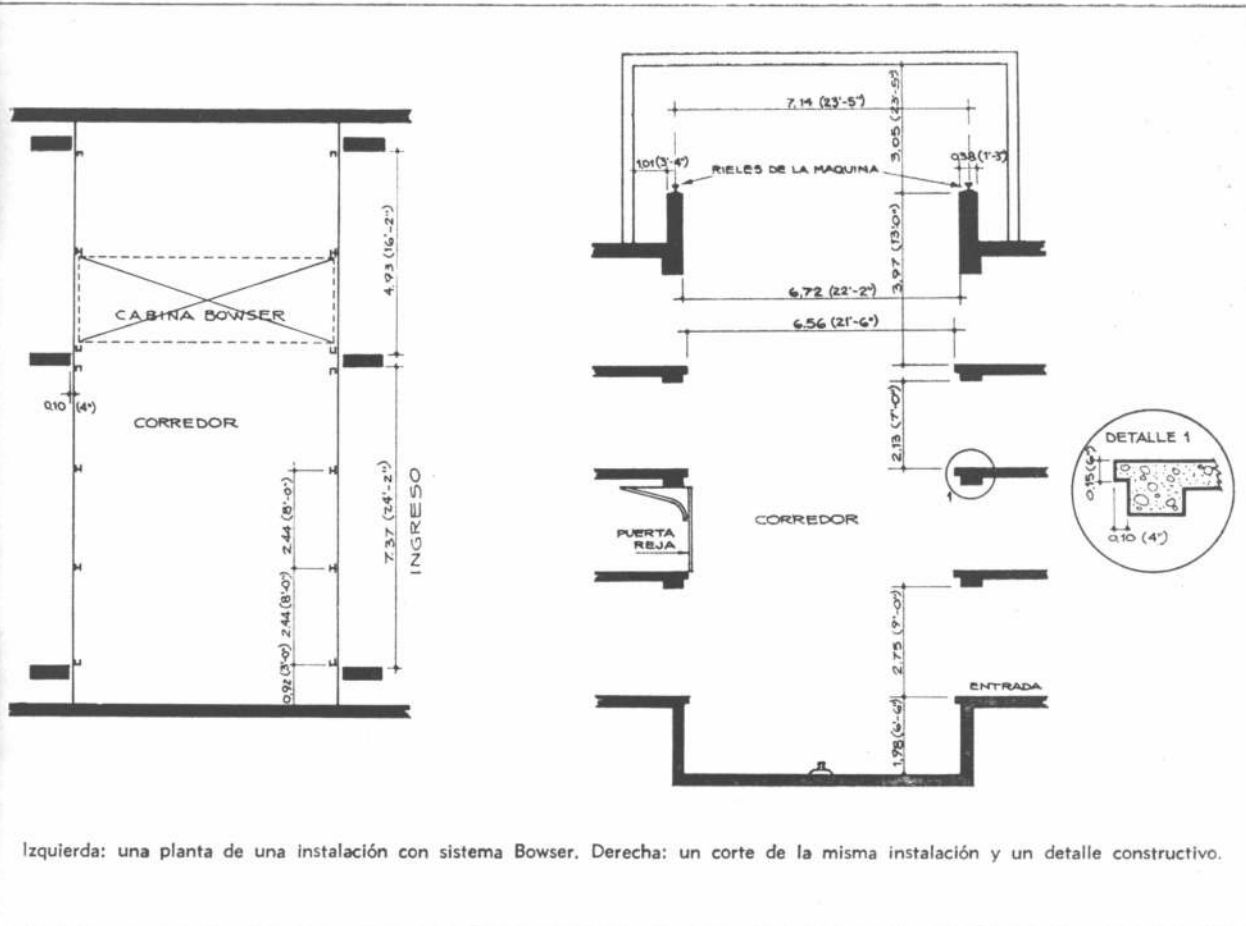 4.93 (16'-2")
CABINA BOWSER
0.10 (4")
CORREDOR
2.44 (8'-0")
2.44 (8'-0")
0.92 (3'-0")
7.37 (24'-2")
INGRESO
7.14 (23'-5")
3.05 (23'-5")
1.01 (3'-4")
RIELES DE LA MAQUINA
0.38 (1'-3")
3.97 (13'0")
6.72 (22'-2")
6.56 (21'-6")
2.13 (7'-0")
1
PUERTA
REJA
CORREDOR
2.75 (9'-0")
ENTRADA
1.98 (6'-6")
DETALLE 1
0.15 (6")
0.10 (4")
Izquierda: una planta de una instalación con sistema Bowser. Derecha: un corte de la misma instalación y un detalle constructivo.